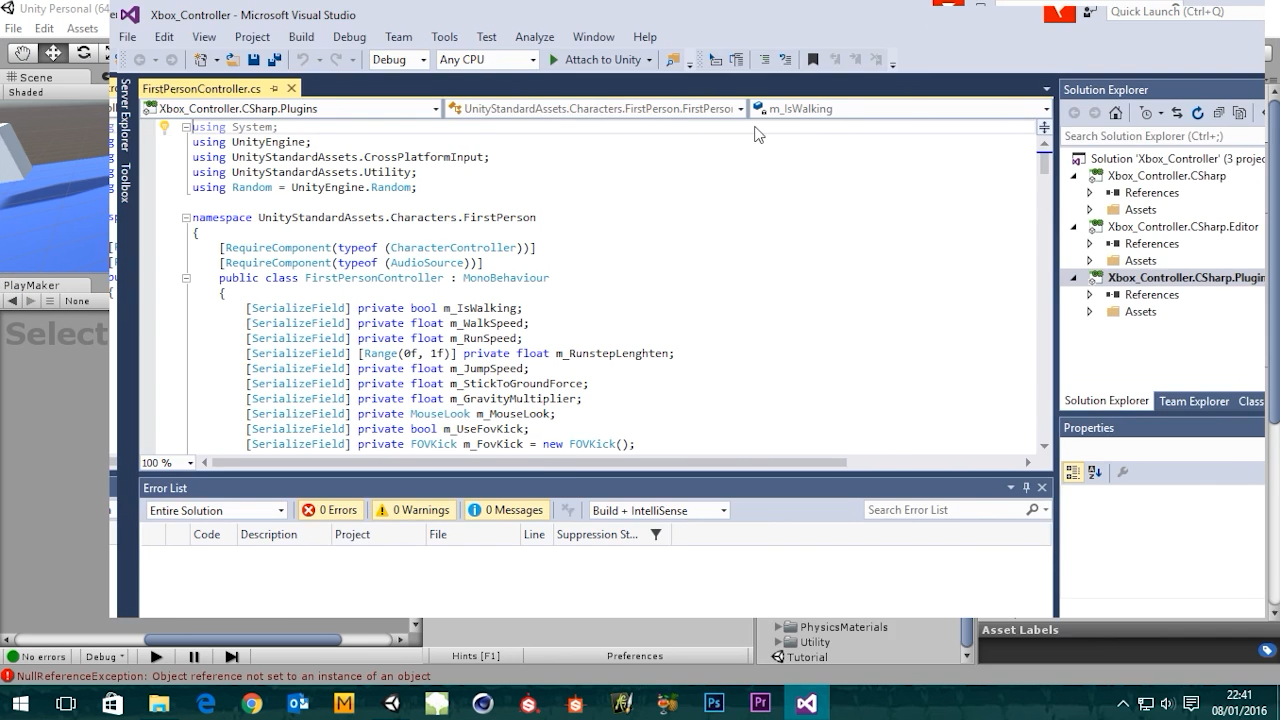 Unity Personal (64
Xbox_Controller - Microsoft Visual Studio
Quick Launch (Ctrl+Q)
File Edit Assets
File Edit View Project Build Debug Team Tools Test Analyze Window Help
Debug Any CPU Attach to Unity
Scene
Shaded
Server Explorer
Toolbox
FirstPersonController.cs
Xbox_Controller.CSharp.Plugins UnityStandardAssets.Characters.FirstPerson.FirstPerson m_IsWalking
using System;
using UnityEngine;
using UnityStandardAssets.CrossPlatformInput;
using UnityStandardAssets.Utility;
using Random = UnityEngine.Random;
namespace UnityStandardAssets.Characters.FirstPerson
{
[RequireComponent(typeof (CharacterController))]
[RequireComponent(typeof (AudioSource))]
public class FirstPersonController : MonoBehaviour
{
[SerializeField] private bool m_IsWalking;
[SerializeField] private float m_WalkSpeed;
[SerializeField] private float m_RunSpeed;
[SerializeField] [Range(0f, 1f)] private float m_RunstepLenghten;
[SerializeField] private float m_JumpSpeed;
[SerializeField] private float m_StickToGroundForce;
[SerializeField] private float m_GravityMultiplier;
[SerializeField] private MouseLook m_MouseLook;
[SerializeField] private bool m_UseFovKick;
[SerializeField] private FOVKick m_FovKick = new FOVKick();
100 %
Solution Explorer
Search Solution Explorer (Ctrl+;)
Solution 'Xbox_Controller' (3 projec
Xbox_Controller.CSharp
References
Assets
Xbox_Controller.CSharp.Editor
References
Assets
Xbox_Controller.CSharp.Plugin
References
Assets
Solution Explorer Team Explorer Class
Properties
PlayMaker
None
Select
Error List
Entire Solution 0 Errors 0 Warnings 0 Messages Build + IntelliSense Search Error List
Code Description Project File Line Suppression St...
PhysicsMaterials
Utility
Tutorial
Asset Labels
No errors Debug Hints [F1] Preferences
NullReferenceException: Object reference not set to an instance of an object
22:41
08/01/2016